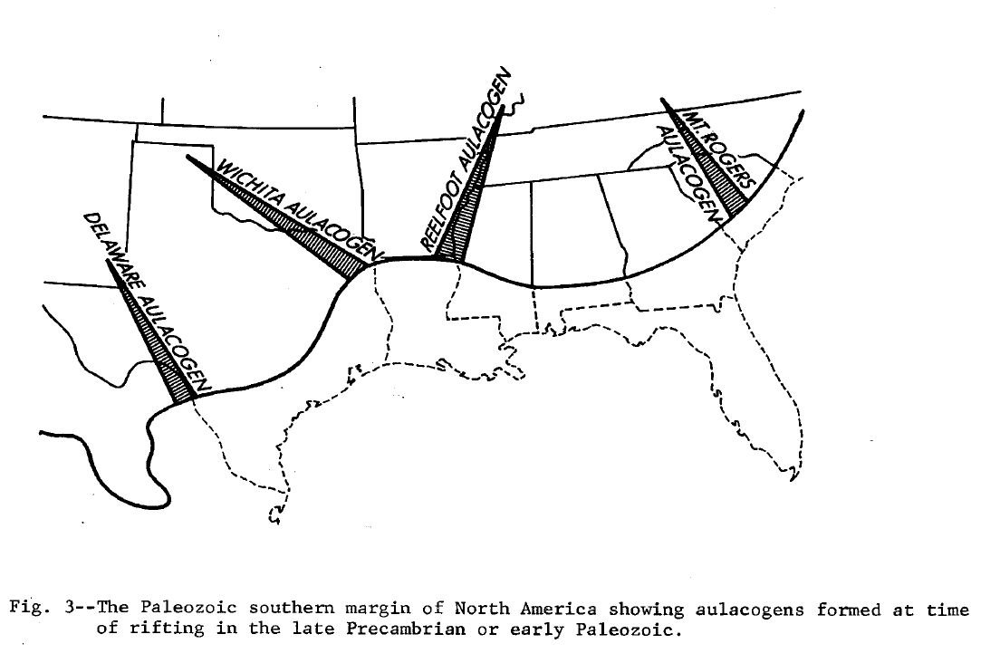 REELFOOT AULACOGEN
MT. ROGERS
AULACOGEN
WICHITA AULACOGEN
DELAWARE AULACOGEN
Fig. 3--The Paleozoic southern margin of North America showing aulacogens formed at time
of rifting in the late Precambrian or early Paleozoic.